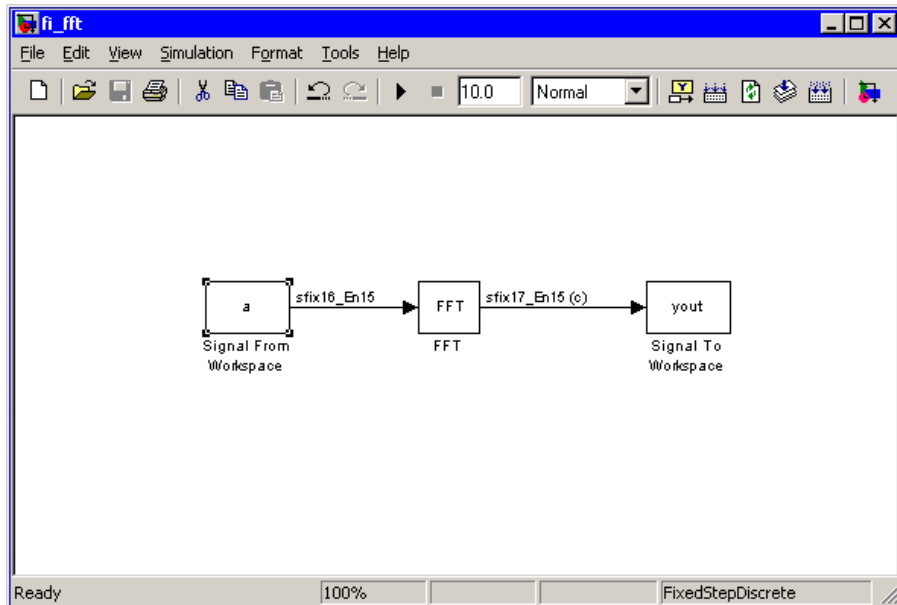 fi_fft
File Edit View Simulation Format Tools Help
10.0 Normal
a
sfix16_En15
FFT
sfix17_En15 (c)
yout
Signal From
Workspace
FFT
Signal To
Workspace
Ready 100% FixedStepDiscrete